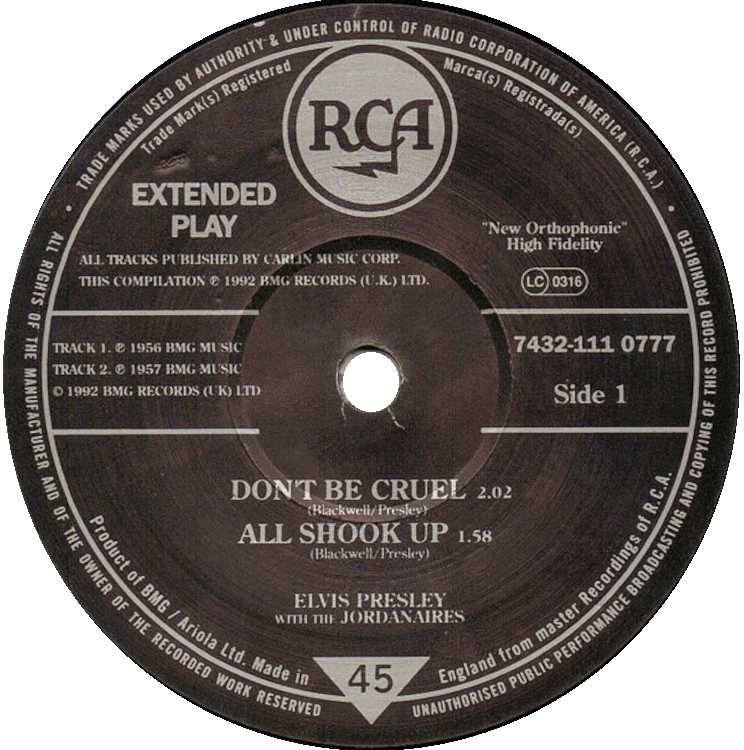 TRADE MARKS USED BY AUTHORITY & UNDER CONTROL OF RADIO CORPORATION OF AMERICA (R.C.A.)
Trade Mark(s) Registered
Marca(s) Registrada(s)
RCA
EXTENDED
PLAY
"New Orthophonic"
High Fidelity
ALL TRACKS PUBLISHED BY CARLIN MUSIC CORP.
THIS COMPILATION ℗ 1992 BMG RECORDS (U.K.) LTD.
LC 0316
TRACK 1. ℗ 1956 BMG MUSIC
TRACK 2. ℗ 1957 BMG MUSIC
© 1992 BMG RECORDS (UK) LTD
7432-111 0777
Side 1
DON'T BE CRUEL 2.02
(Blackwell/Presley)
ALL SHOOK UP 1.58
(Blackwell/Presley)
ELVIS PRESLEY
WITH THE JORDANAIRES
Product of BMG / Ariola Ltd. Made in
England from master Recordings of R.C.A.
45
ALL RIGHTS OF THE MANUFACTURER AND OF THE OWNER OF THE RECORDED WORK RESERVED
UNAUTHORISED PUBLIC PERFORMANCE BROADCASTING AND COPYING OF THIS RECORD PROHIBITED